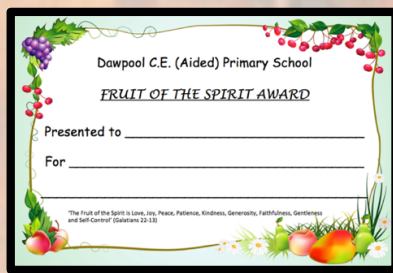 Dawpool C.E. (Aided) Primary School
FRUIT OF THE SPIRIT AWARD
Presented to
For
'The Fruit of the Spirit is Love, Joy, Peace, Patience, Kindness, Generosity, Faithfulness, Gentleness
and Self-Control' (Galatians 22-13)